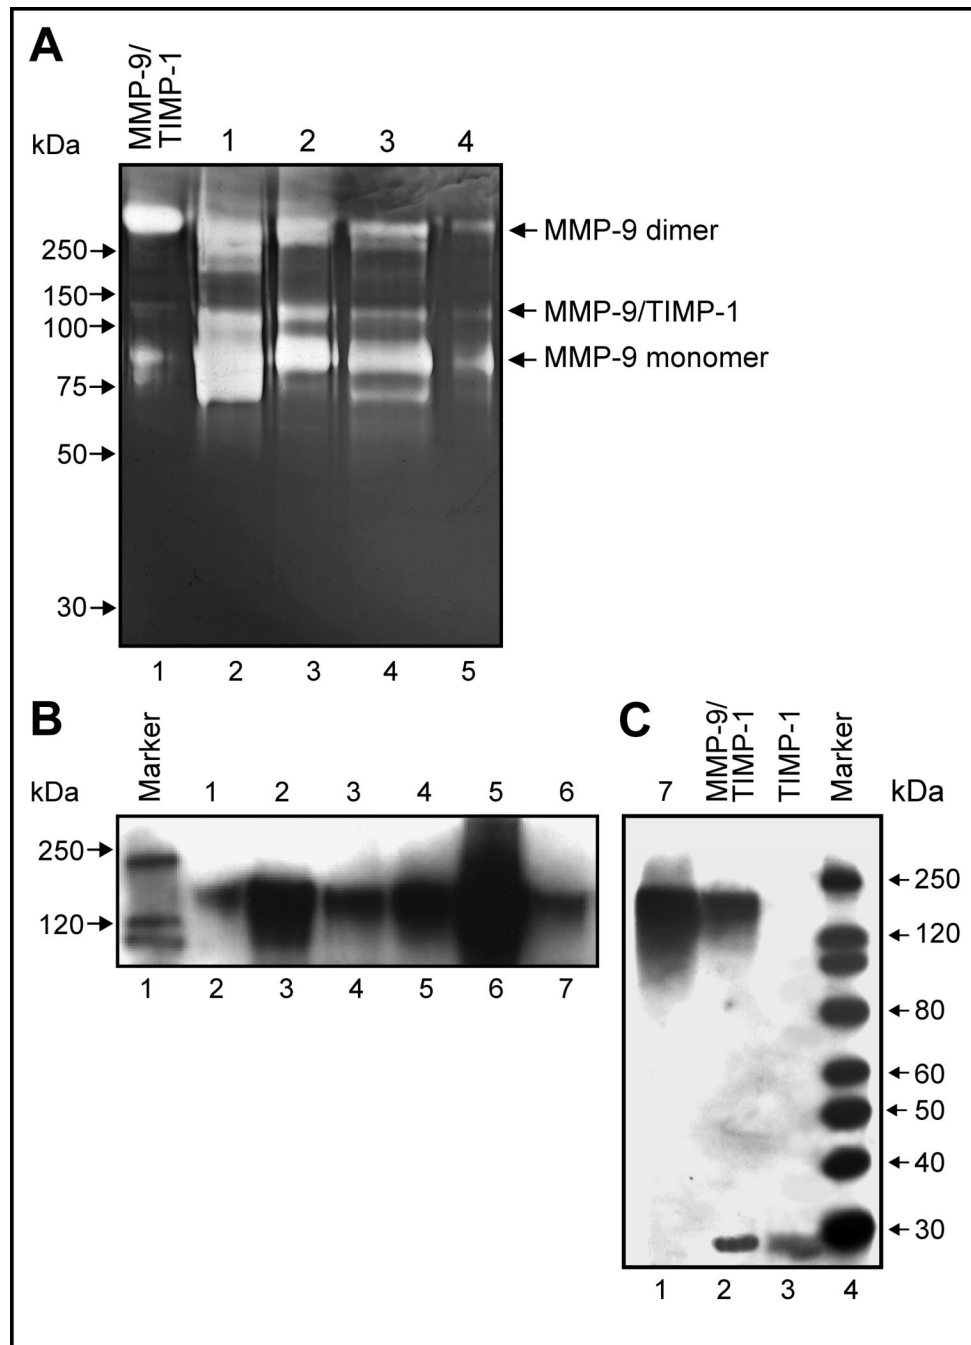 A
MMP-9/
TIMP-1
kDa
1 2 3 4
250
150
100
75
50
30
MMP-9 dimer
MMP-9/TIMP-1
MMP-9 monomer
1 2 3 4 5
B
Marker
kDa
1 2 3 4 5 6
250
120
1 2 3 4 5 6 7
C
7
MMP-9/
TIMP-1
TIMP-1
Marker
kDa
250
120
80
60
50
40
30
1 2 3 4